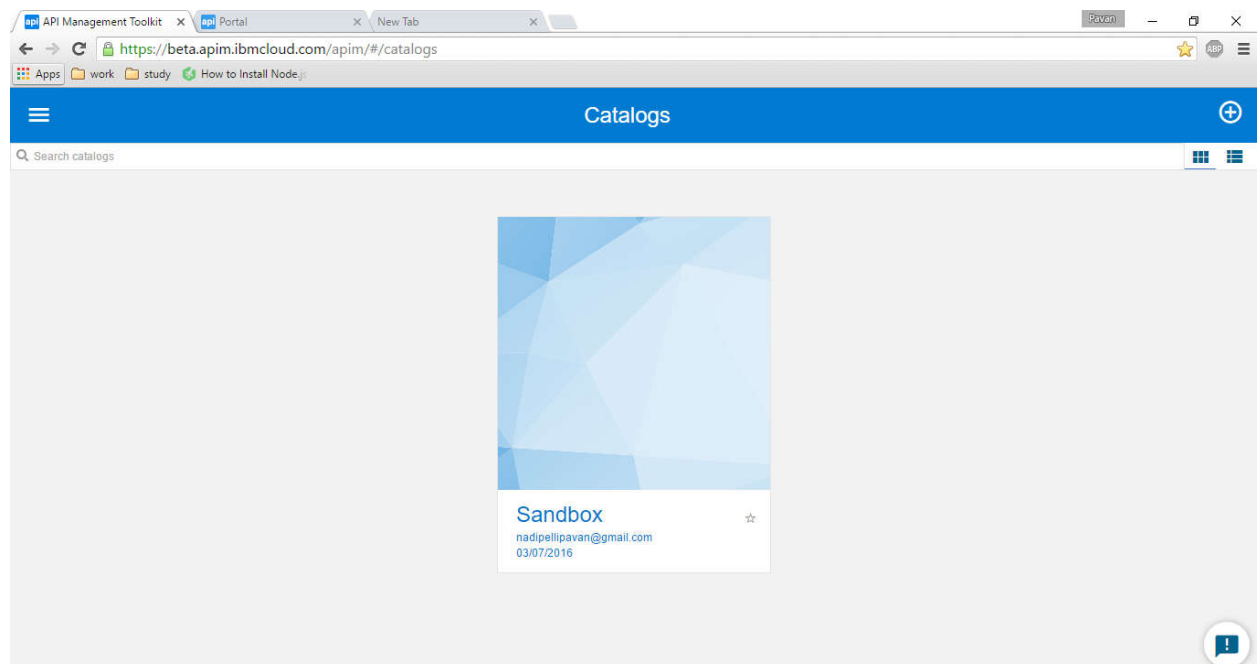 api API Management Toolkit
api Portal
New Tab
Pavan
https://beta.apim.ibmcloud.com/apim/#/catalogs
ABP
Apps work study How to Install Node.js
Catalogs
Search catalogs
Sandbox
nadipellipavan@gmail.com
03/07/2016